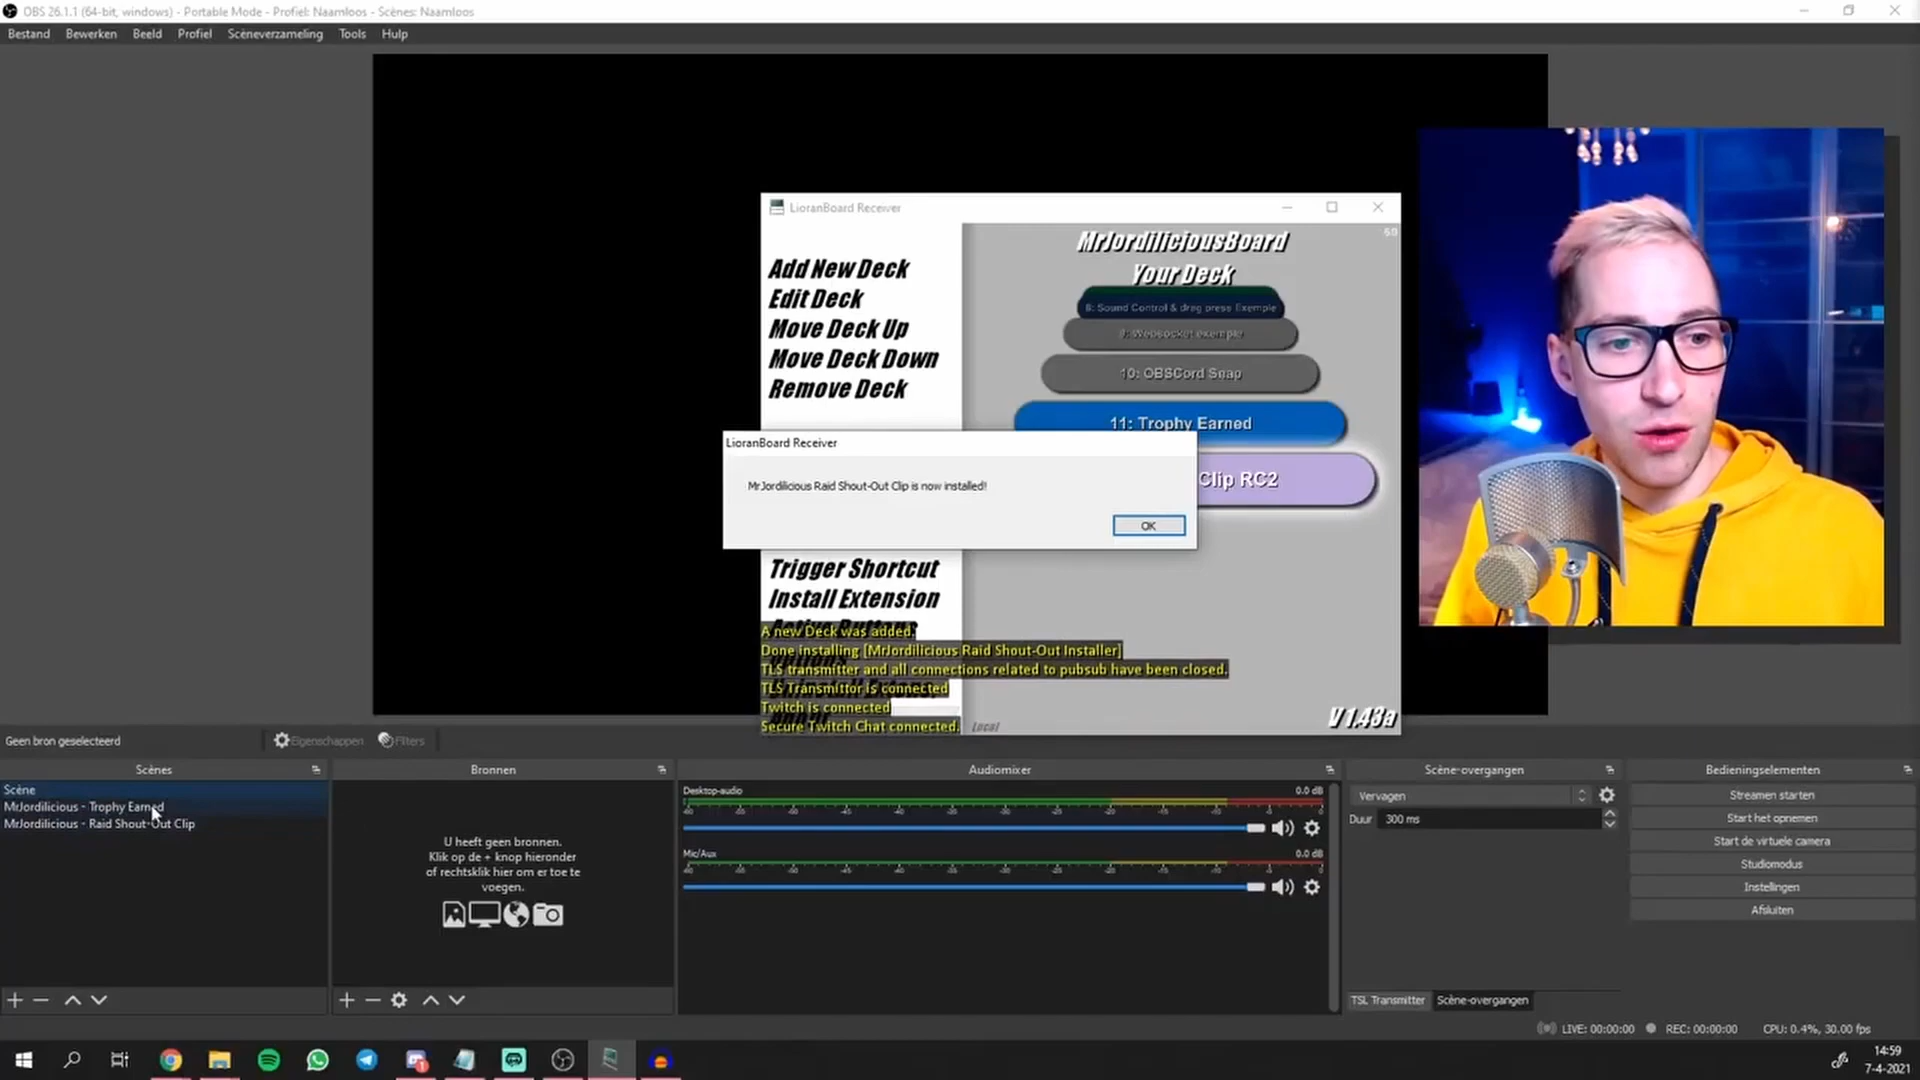 OBS 26.1.1 (64-bit, windows) - Portable Mode - Profiel: Naamloos - Scènes: Naamloos
Bestand Bewerken Beeld Profiel Scèneverzameling Tools Hulp
LioranBoard Receiver
60
MrJordiliciousBoard
Your Deck
Add New Deck
Edit Deck
Move Deck Up
Move Deck Down
Remove Deck
8: Sound Control & drag press Exemple
9: Websocket exemple
10: OBSCord Soap
11: Trophy Earned
Clip RC2
LioranBoard Receiver
MrJordilicious Raid Shout-Out Clip is now installed!
OK
Trigger Shortcut
Install Extension
A new Deck was added.
Done installing [MrJordilicious Raid Shout-Out Installer]
TLS transmitter and all connections related to pubsub have been closed.
TLS Transmittor is connected
Twitch is connected
Secure Twitch Chat connected.
Local
V 1.43a
Geen bron geselecteerd
Eigenschappen
Filters
Scènes
Scène
MrJordilicious - Trophy Earned
MrJordilicious - Raid Shout-Out Clip
Bronnen
U heeft geen bronnen.
Klik op de + knop hieronder
of rechtsklik hier om er toe te
voegen.
Audiomixer
Desktop-audio 0.0 dB
Mic/Aux 0.0 dB
Scène-overgangen
Vervagen
Duur 300 ms
TSL Transmitter Scène-overgangen
Bedieningselementen
Streamen starten
Start het opnemen
Start de virtuele camera
Studiomodus
Instellingen
Afsluiten
LIVE: 00:00:00 REC: 00:00:00 CPU: 0.4%, 30.00 fps
14:59
7-4-2021